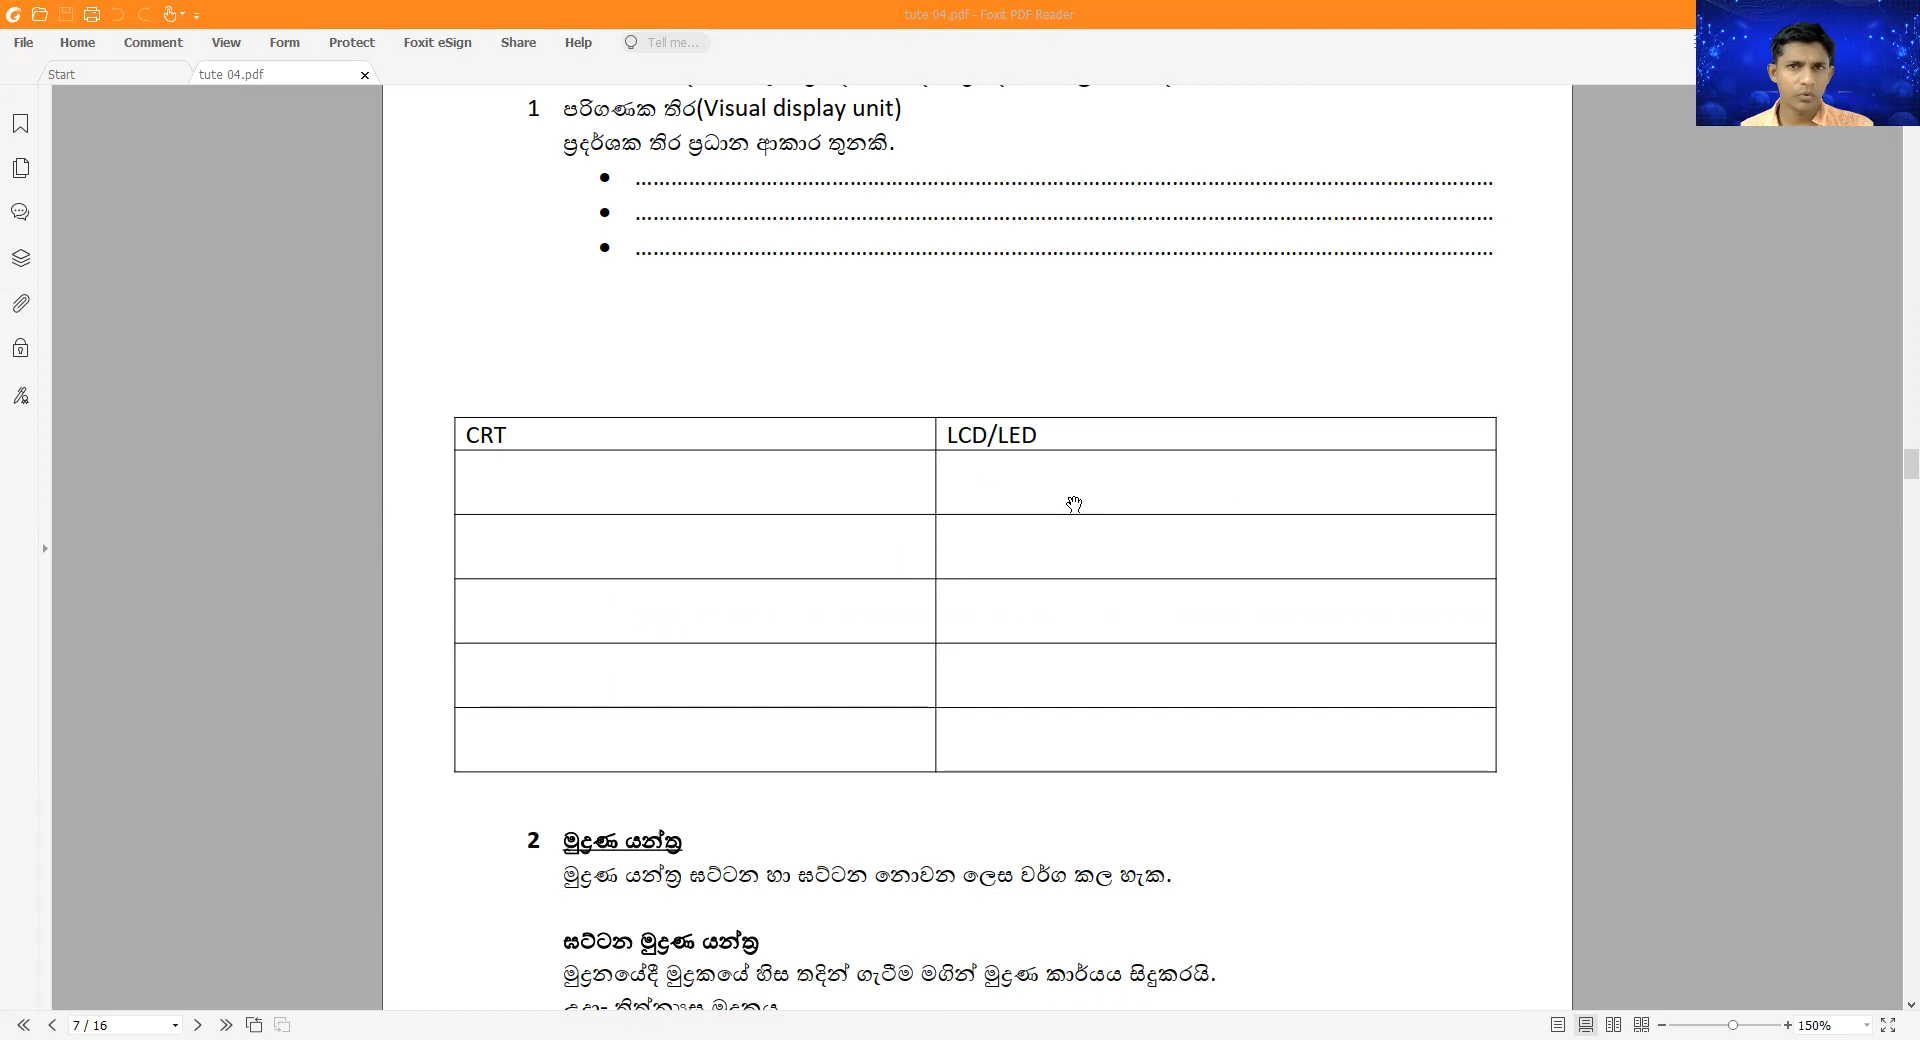 tute 04.pdf - Foxit PDF Reader
File Home Comment View Form Protect Foxit eSign Share Help Tell me...
Start tute 04.pdf
1 පරිගණක තිර(Visual display unit)
ප්‍රදර්ශක තිර ප්‍රධාන ආකාර තුනකි.
CRT LCD/LED
2 මුද්‍රණ යන්ත්‍ර
මුද්‍රණ යන්ත්‍ර ඝට්ටන හා ඝට්ටන නොවන ලෙස වර්ග කල හැක.
ඝට්ටන මුද්‍රණ යන්ත්‍ර
මුද්‍රනයේදී මුද්‍රකයේ හිස තදින් ගැටීම මගින් මුද්‍රණ කාර්යය සිදුකරයි.
7 / 16
150%